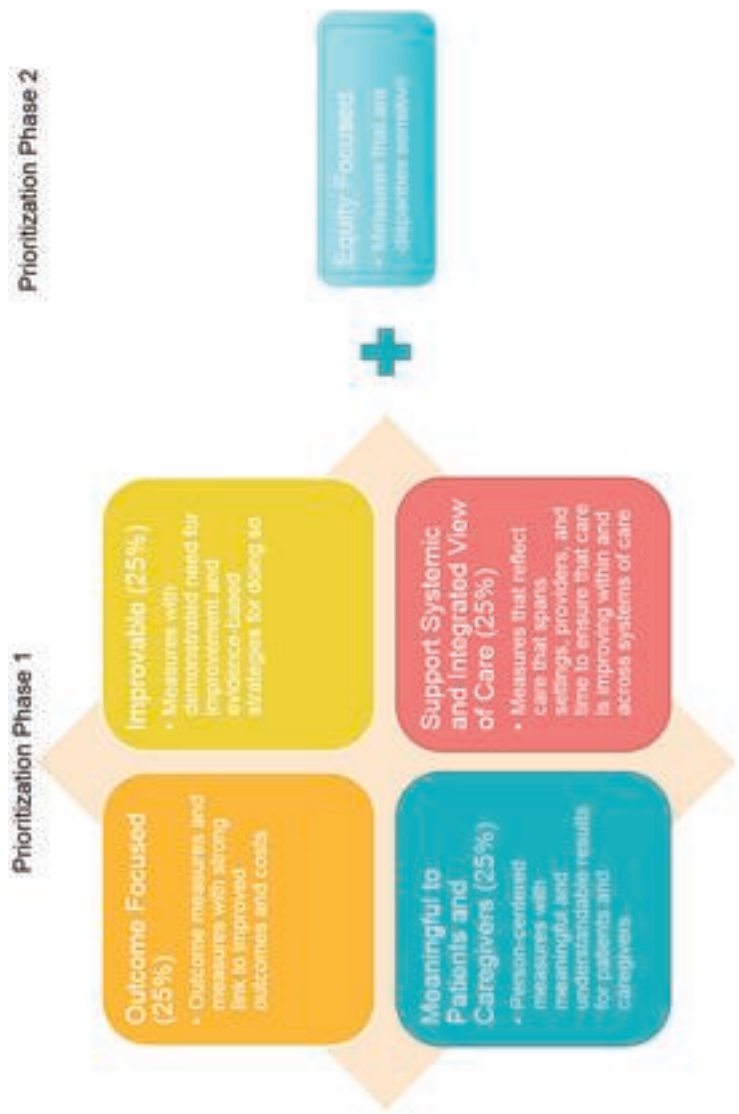 Prioritization Phase 1
Outcome Focused
(25%)
• Outcome measures and
measures with strong
link to improved
outcomes and costs
Improvable (25%)
• Measures with
demonstrated need for
improvement and
evidence-based
strategies for doing so
Meaningful to
Patients and
Caregivers (25%)
• Person-centered
measures with
meaningful and
understandable results
for patients and
caregivers
Support Systemic
and Integrated View
of Care (25%)
• Measures that reflect
care that spans
settings, providers, and
time to ensure that care
is improving within and
across systems of care
Prioritization Phase 2
Equity Focused
• Measures that are
disparities sensitive